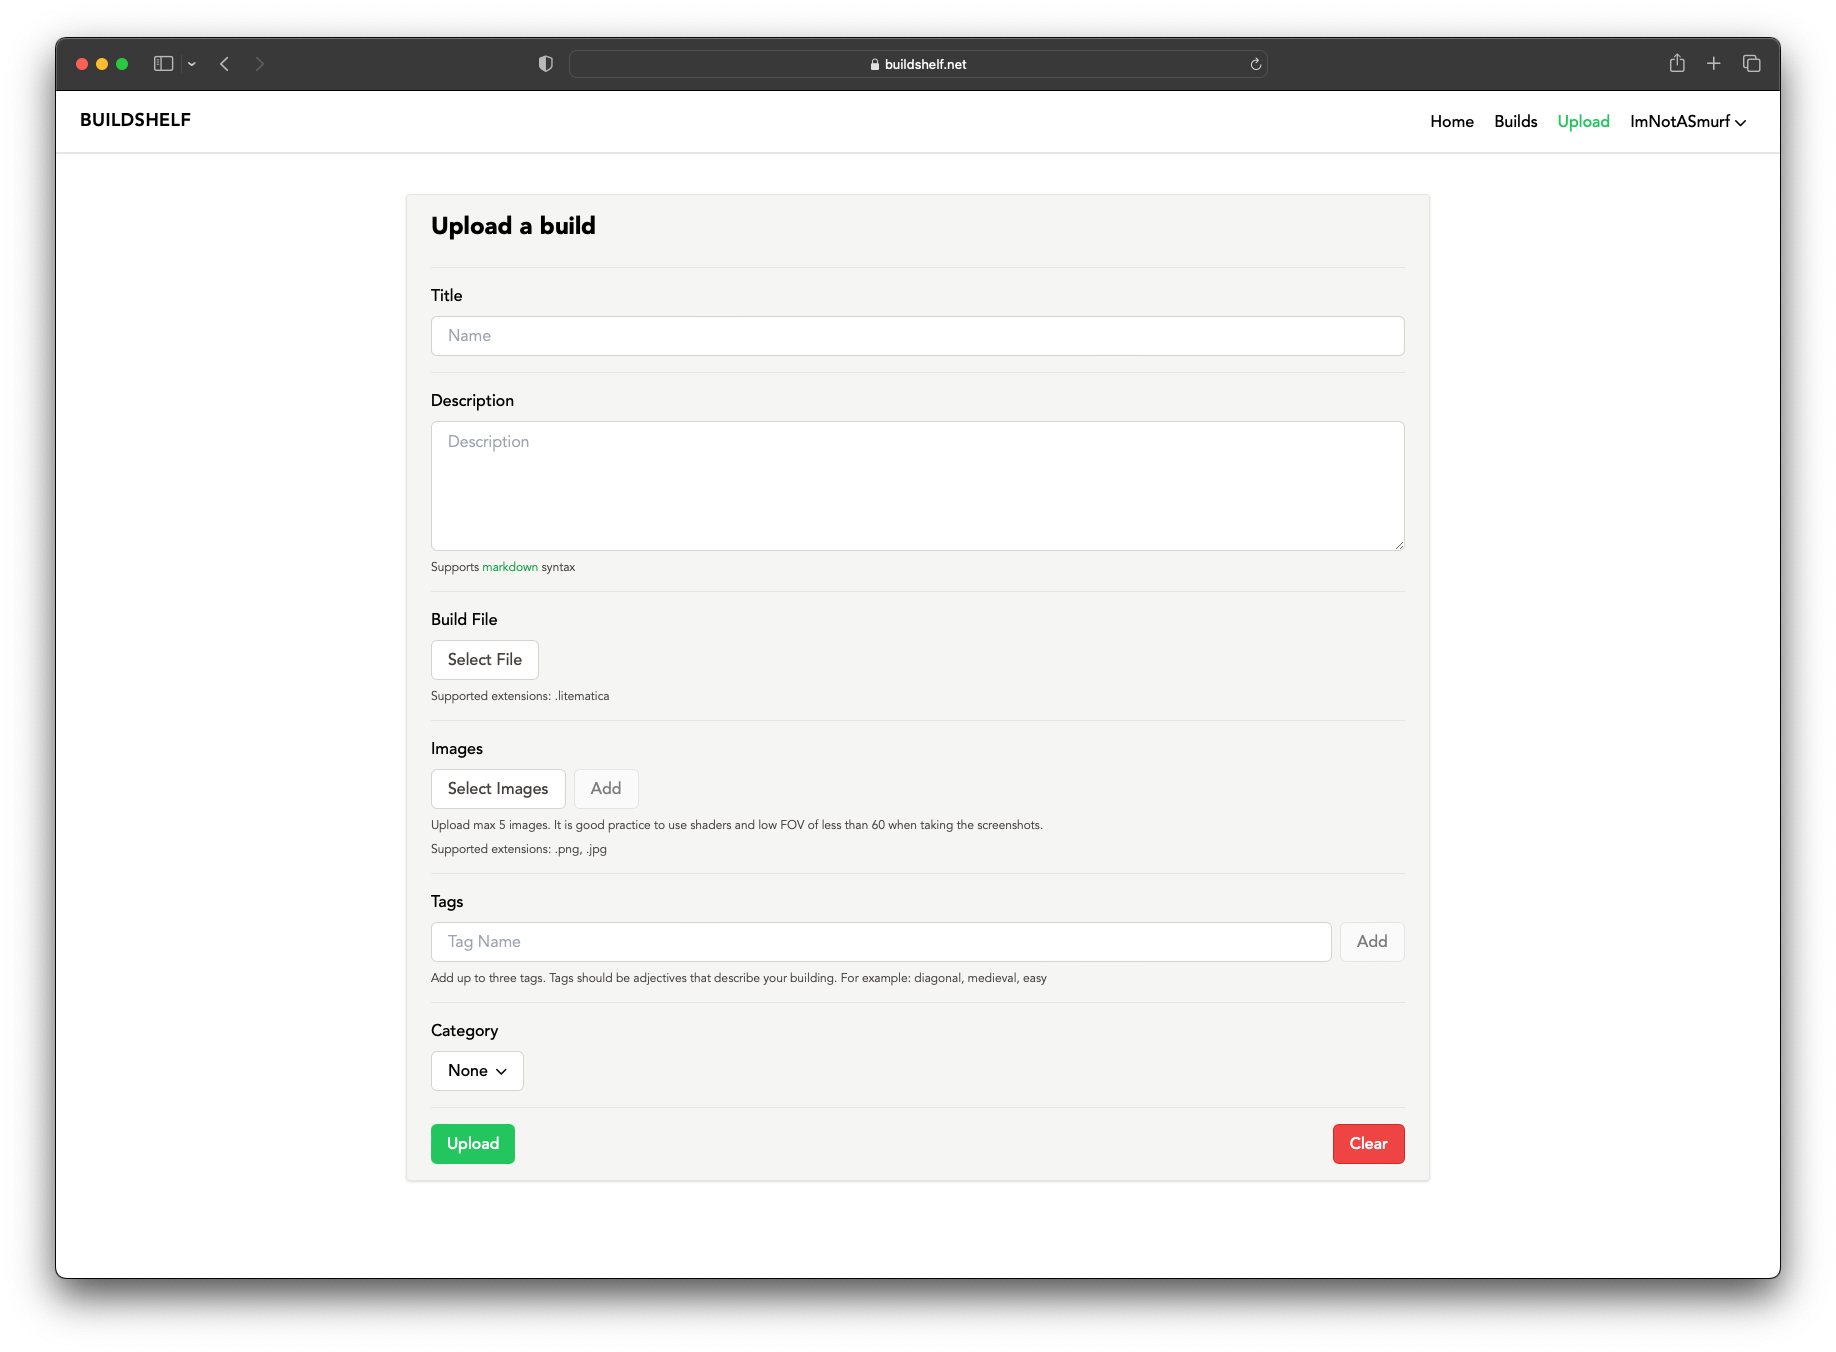 buildshelf.net
BUILDSHELF
Home Builds Upload ImNotASmurf
Upload a build
Title
Name
Description
Description
Supports markdown syntax
Build File
Select File
Supported extensions: .litematica
Images
Select Images Add
Upload max 5 images. It is good practice to use shaders and low FOV of less than 60 when taking the screenshots.
Supported extensions: .png, .jpg
Tags
Tag Name Add
Add up to three tags. Tags should be adjectives that describe your building. For example: diagonal, medieval, easy
Category
None
Upload Clear